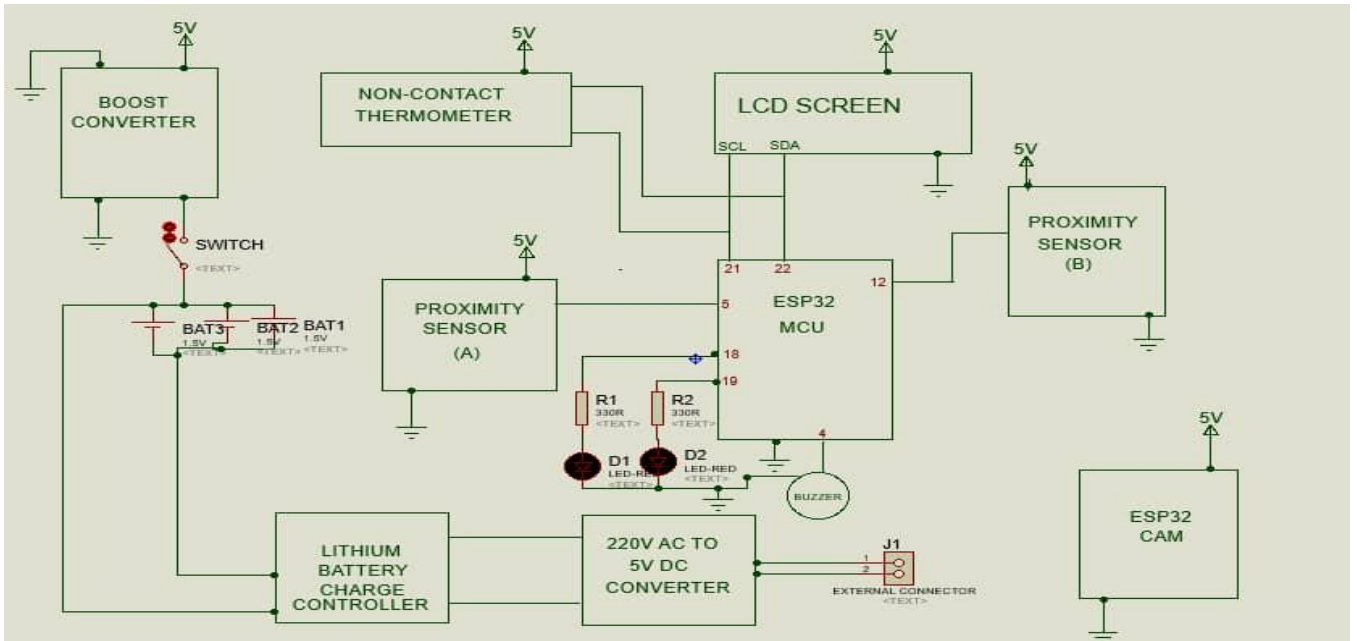 5V
BOOST
CONVERTER
SWITCH
<TEXT>
BAT3
1.5V
<TEXT>
BAT2
1.5V
<TEXT>
BAT1
1.5V
<TEXT>
5V
NON-CONTACT
THERMOMETER
5V
LCD SCREEN
SCL SDA
5V
PROXIMITY
SENSOR
(B)
5V
PROXIMITY
SENSOR
(A)
21 22
12
5
ESP32
MCU
18
19
4
R1
330R
<TEXT>
R2
330R
<TEXT>
D1
LED-RED
<TEXT>
D2
LED-RED
<TEXT>
BUZZER
5V
ESP32
CAM
LITHIUM
BATTERY
CHARGE
CONTROLLER
220V AC TO
5V DC
CONVERTER
J1
1
2
EXTERNAL CONNECTOR
<TEXT>